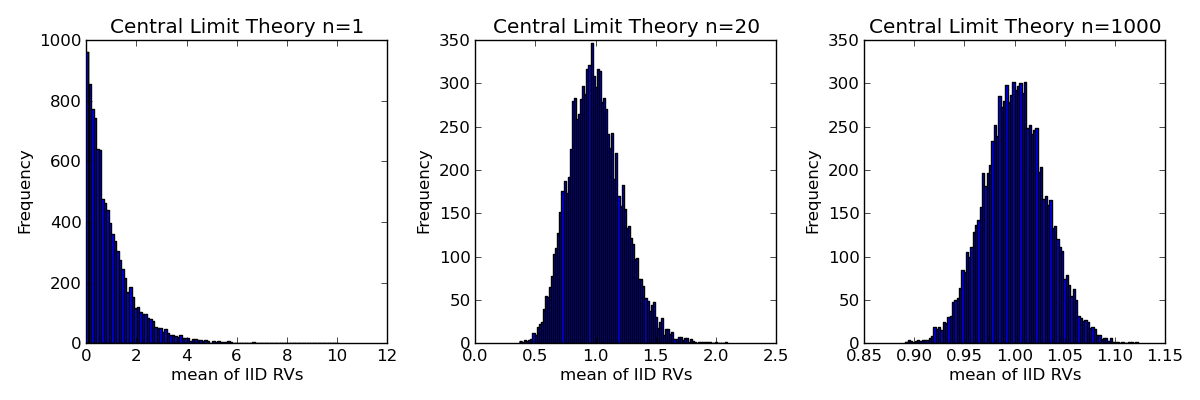 Central Limit Theory n=1
Frequency
1000
800
600
400
200
0
0 2 4 6 8 10 12
mean of IID RVs
Central Limit Theory n=20
Frequency
350
300
250
200
150
100
50
0
0.0 0.5 1.0 1.5 2.0 2.5
mean of IID RVs
Central Limit Theory n=1000
Frequency
350
300
250
200
150
100
50
0
0.85 0.90 0.95 1.00 1.05 1.10 1.15
mean of IID RVs